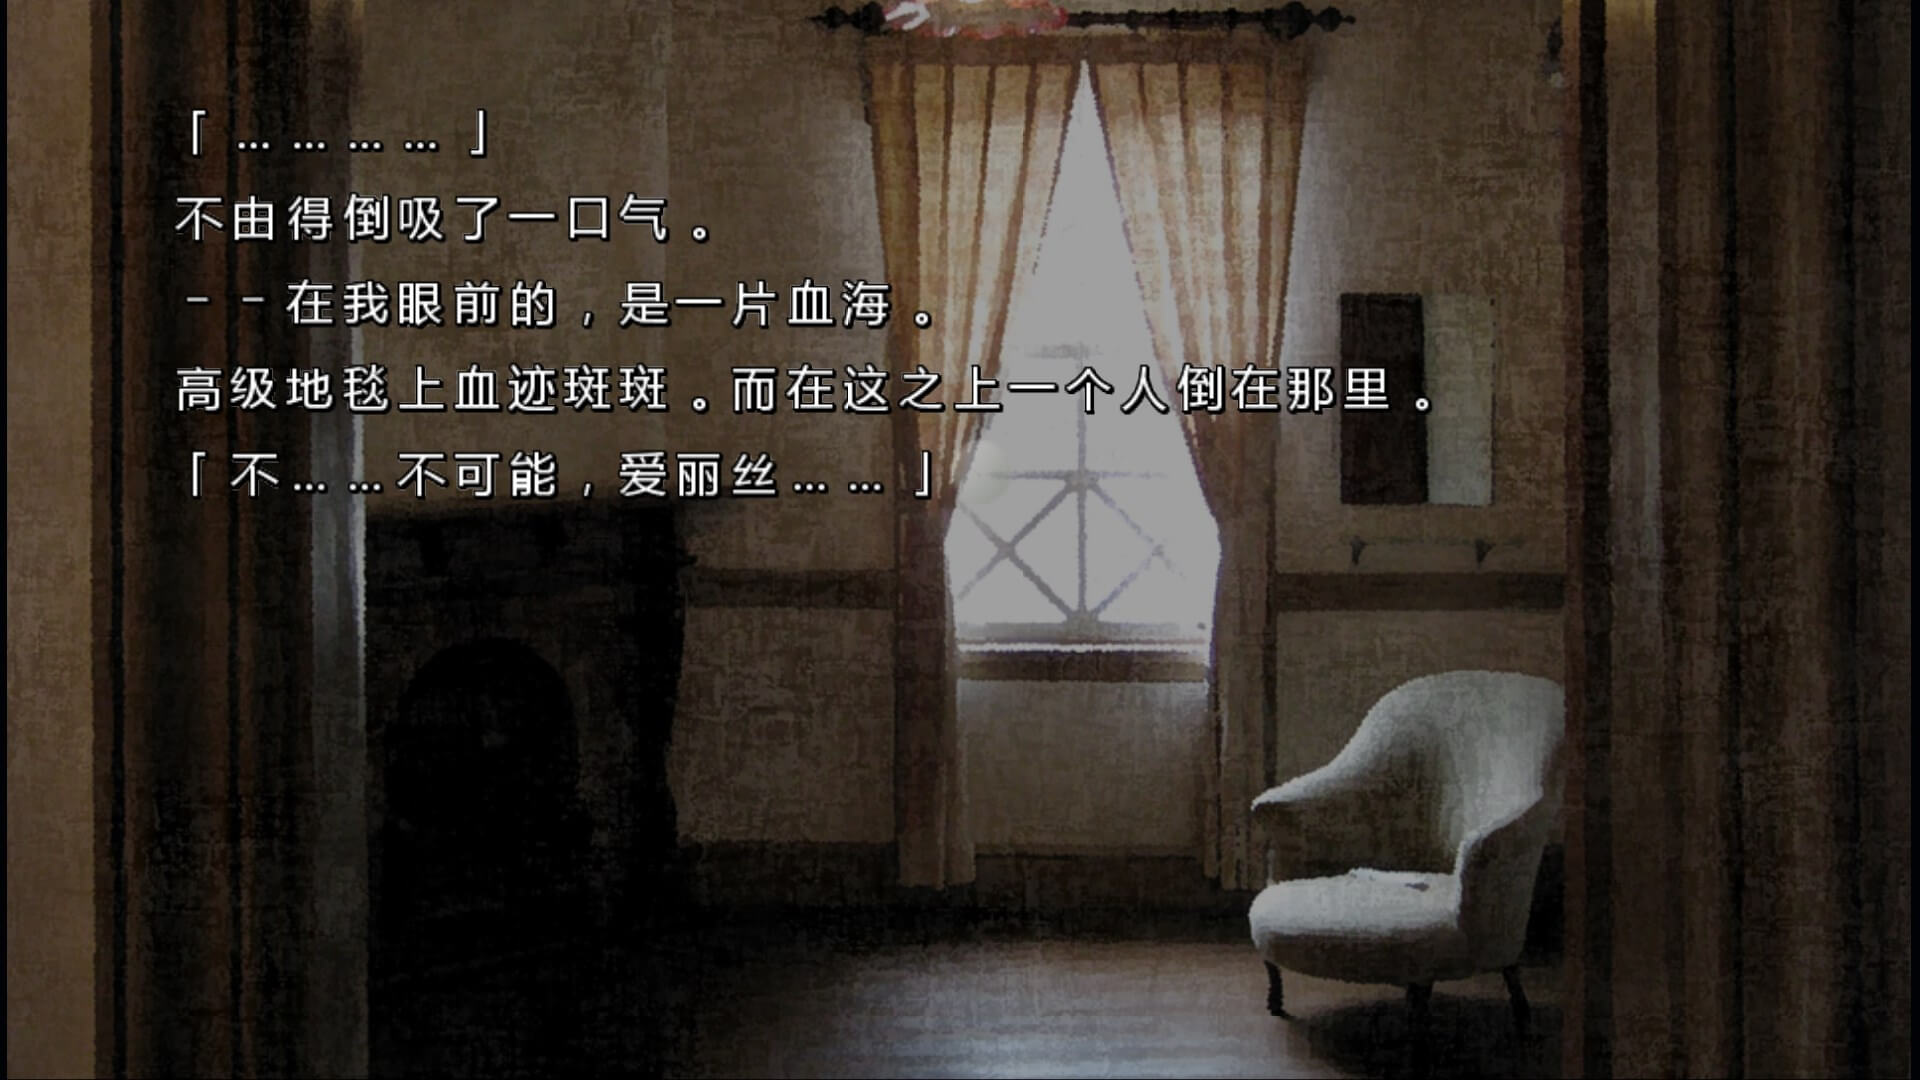 「…………」
不由得倒吸了一口气。
－－在我眼前的，是一片血海。
高级地毯上血迹斑斑。而在这之上一个人倒在那里。
「不……不可能，爱丽丝……」